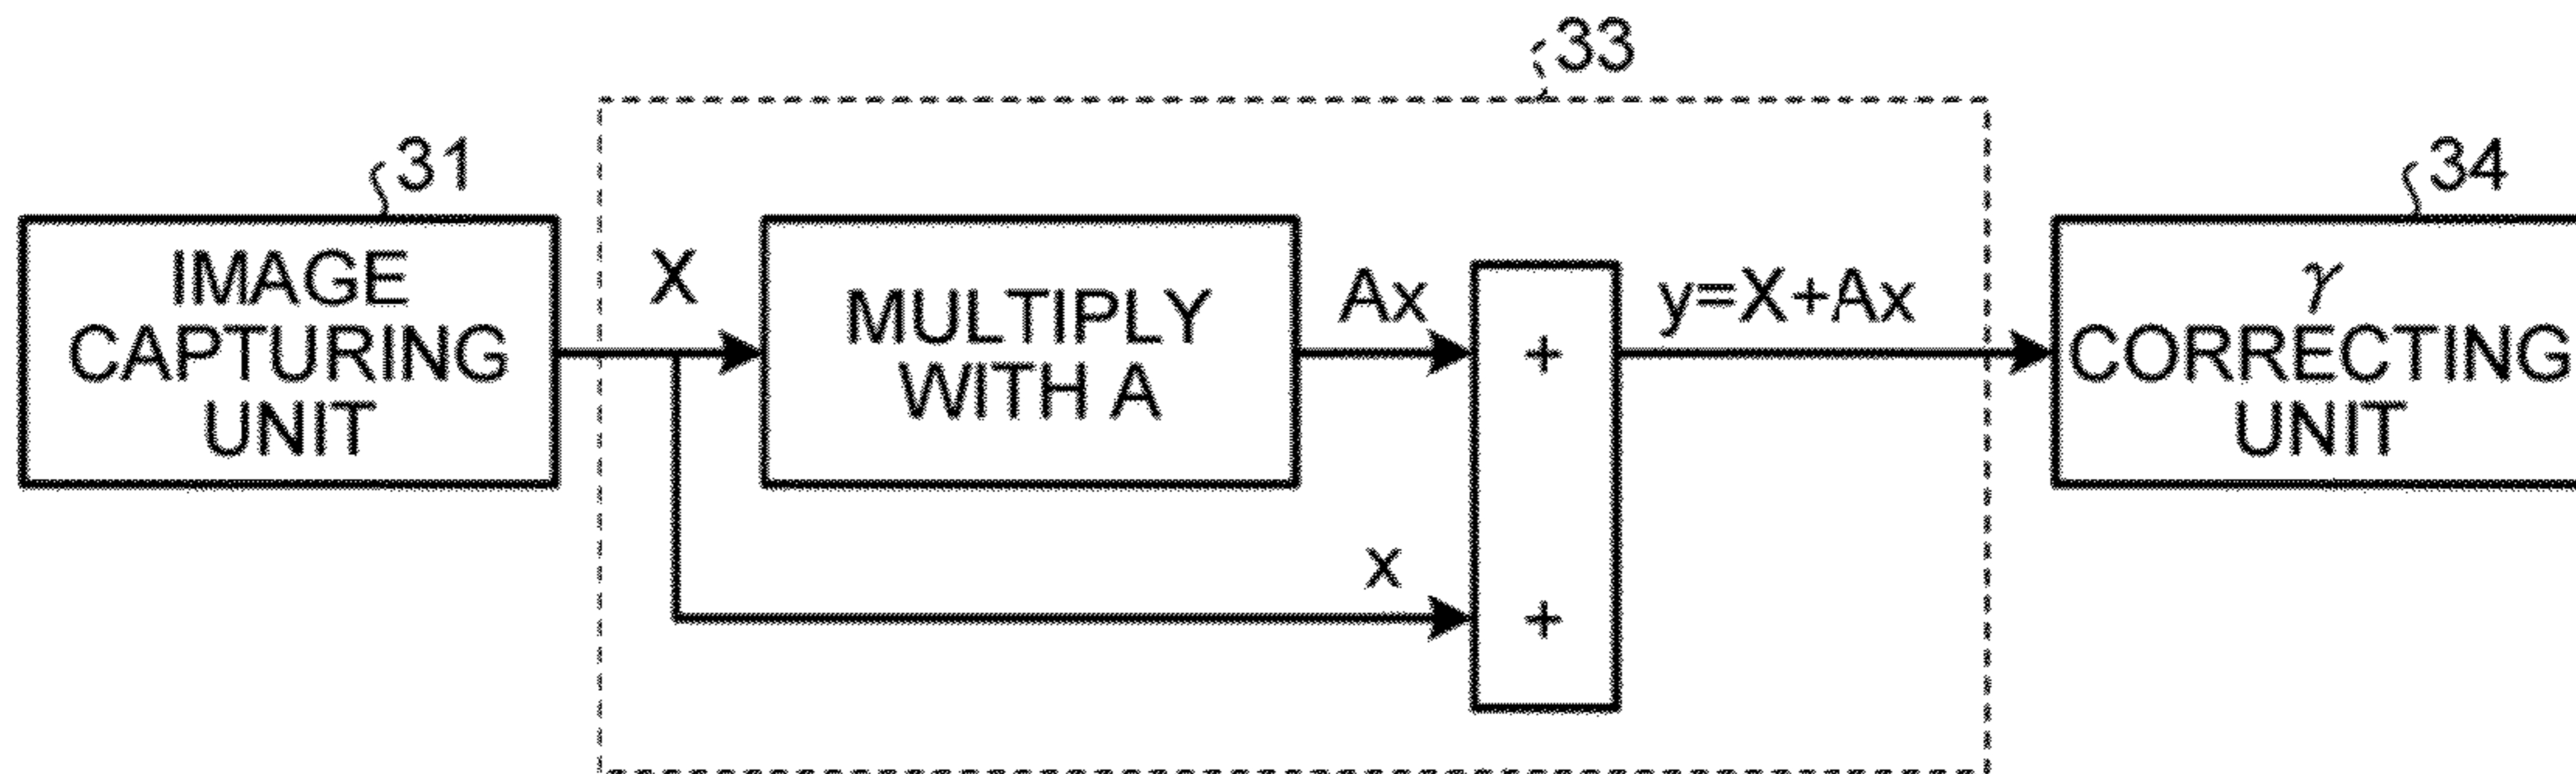 33
31
34
IMAGE
CAPTURING
UNIT
X
MULTIPLY
WITH A
Ax
+
y=X+Ax
γ
CORRECTING
UNIT
x
+